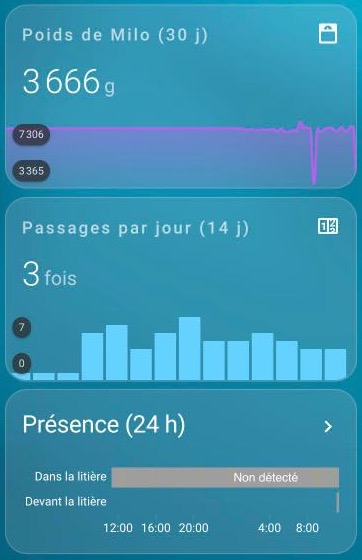 Poids de Milo (30 j)
3 666 g
7 306
3 365
Passages par jour (14 j)
3 fois
7
0
Présence (24 h)
Dans la litière
Non détecté
Devant la litière
12:00 16:00 20:00 4:00 8:00